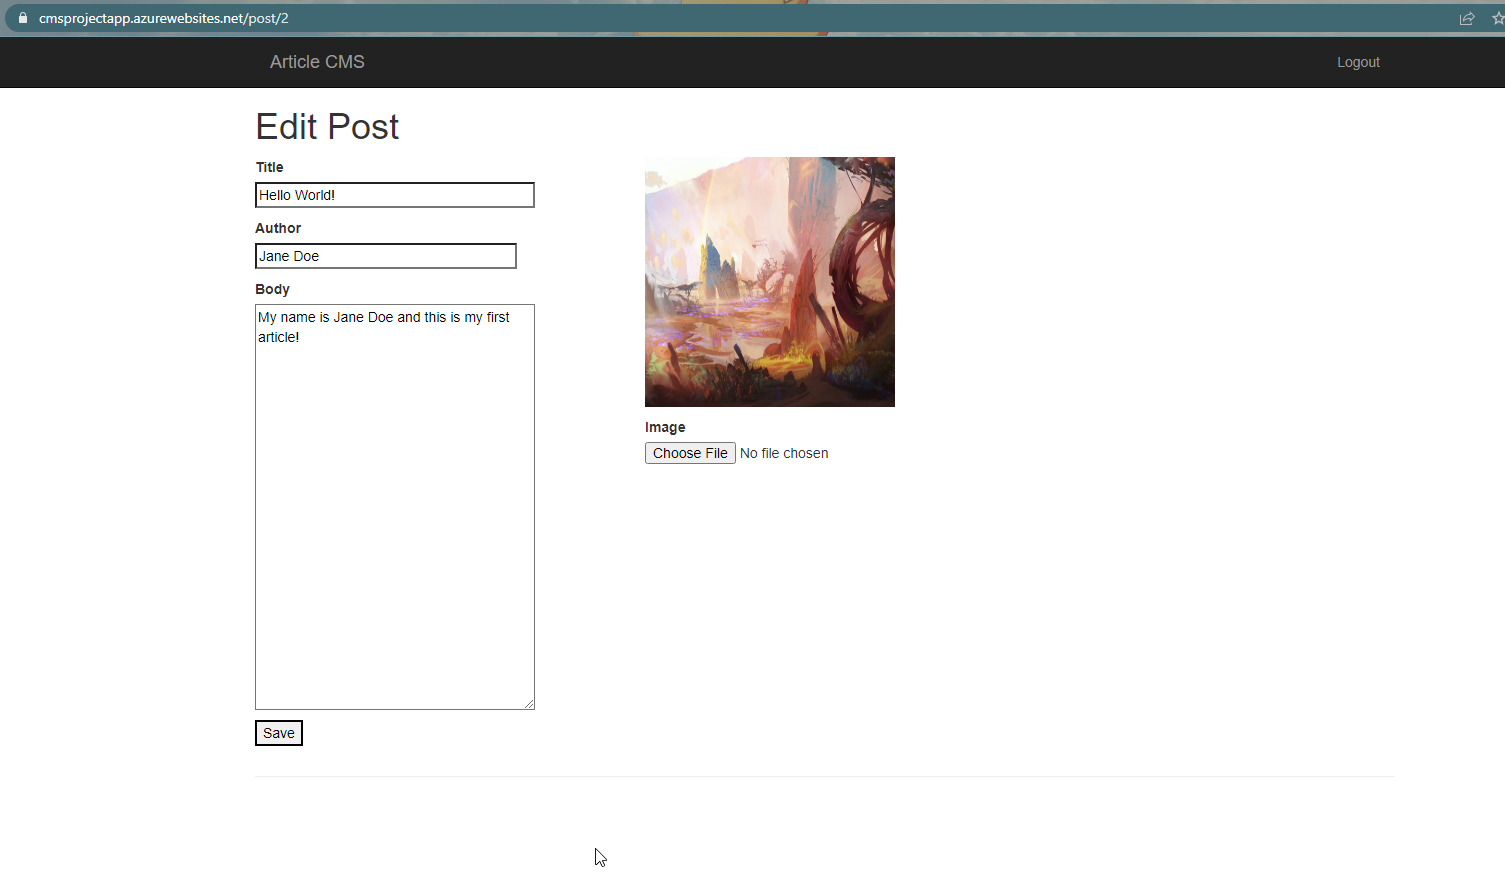 cmsprojectapp.azurewebsites.net/post/2
Article CMS
Logout
Edit Post
Title
Hello World!
Author
Jane Doe
Body
My name is Jane Doe and this is my first
article!
Image
Choose File No file chosen
Save